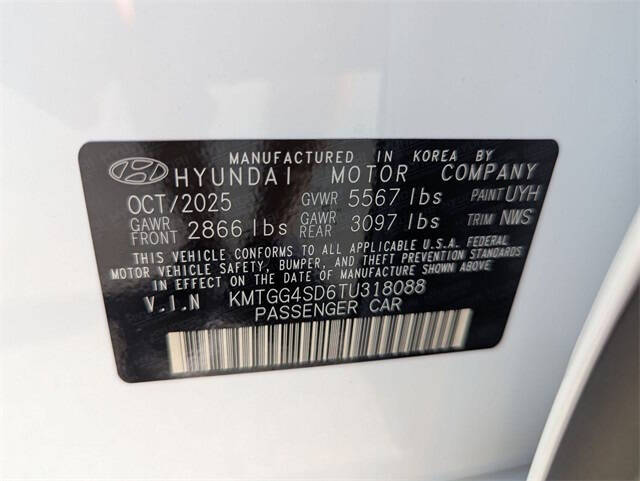 MANUFACTURED IN KOREA BY
HYUNDAI MOTOR COMPANY
OCT/2025 GVWR 5567 lbs PAINT UYH
GAWR FRONT 2866 lbs GAWR REAR 3097 lbs TRIM NWS
THIS VEHICLE CONFORMS TO ALL APPLICABLE U.S.A. FEDERAL
MOTOR VEHICLE SAFETY, BUMPER, AND THEFT PREVENTION STANDARDS
IN EFFECT ON THE DATE OF MANUFACTURE SHOWN ABOVE.
V.I.N KMTGG4SD6TU318088
PASSENGER CAR